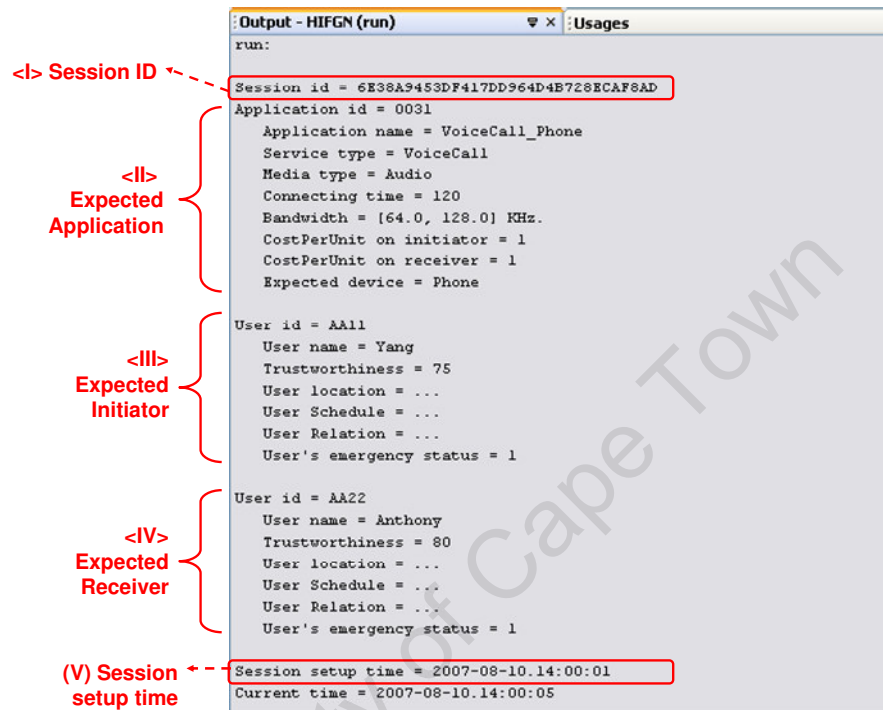 Output - HIFGN (run)
Usages
run:
<I> Session ID
Session id = 6E38A9453DF417DD964D4B728ECAF8AD
<II>
Expected
Application
Application id = 0031
Application name = VoiceCall_Phone
Service type = VoiceCall
Media type = Audio
Connecting time = 120
Bandwidth = [64.0, 128.0] KHz.
CostPerUnit on initiator = 1
CostPerUnit on receiver = 1
Expected device = Phone
<III>
Expected
Initiator
User id = AA11
User name = Yang
Trustworthiness = 75
User location = ...
User Schedule = ...
User Relation = ...
User's emergency status = 1
<IV>
Expected
Receiver
User id = AA22
User name = Anthony
Trustworthiness = 80
User location = ...
User Schedule = ...
User Relation = ...
User's emergency status = 1
(V) Session
setup time
Session setup time = 2007-08-10.14:00:01
Current time = 2007-08-10.14:00:05
y of Cape Town